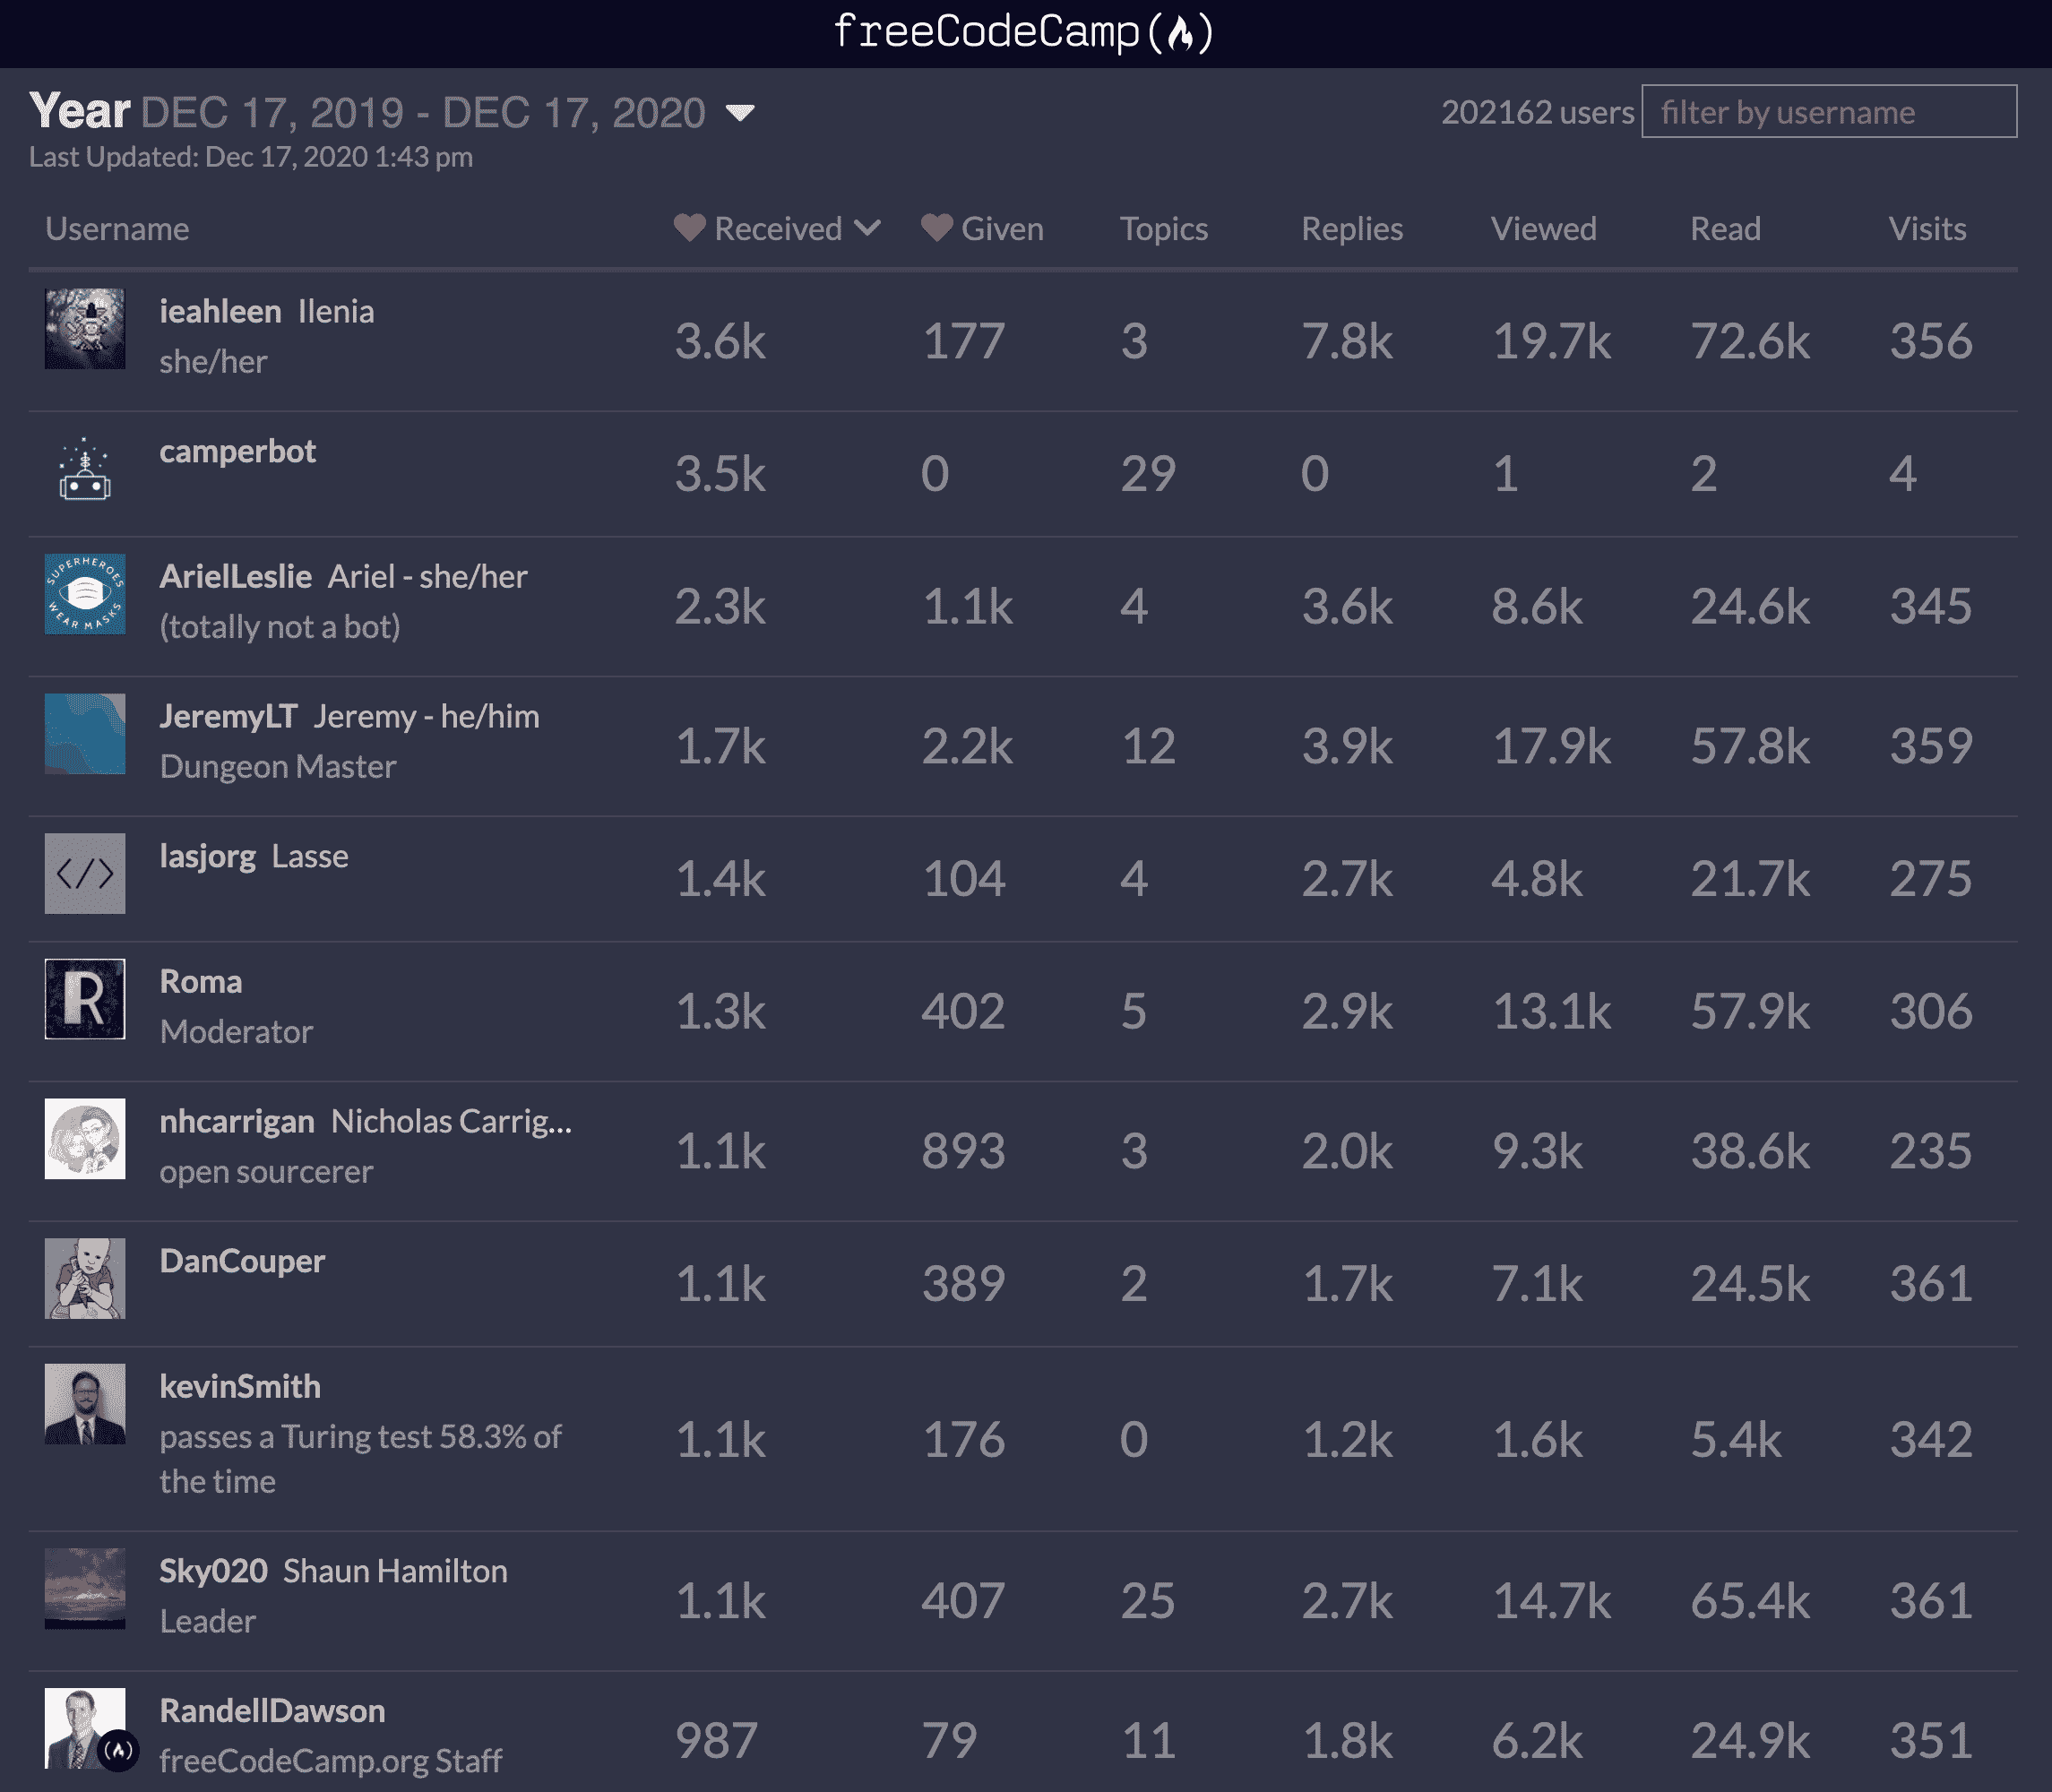 freeCodeCamp(🔥)
Year DEC 17, 2019 - DEC 17, 2020
202162 users filter by username
Last Updated: Dec 17, 2020 1:43 pm
Username Received Given Topics Replies Viewed Read Visits
ieahleen Ilenia
she/her
3.6k 177 3 7.8k 19.7k 72.6k 356
camperbot
3.5k 0 29 0 1 2 4
SUPERHEROES
WEAR MASKS
ArielLeslie Ariel - she/her
(totally not a bot)
2.3k 1.1k 4 3.6k 8.6k 24.6k 345
JeremyLT Jeremy - he/him
Dungeon Master
1.7k 2.2k 12 3.9k 17.9k 57.8k 359
</>
lasjorg Lasse
1.4k 104 4 2.7k 4.8k 21.7k 275
R
Roma
Moderator
1.3k 402 5 2.9k 13.1k 57.9k 306
nhcarrigan Nicholas Carrig...
open sourcerer
1.1k 893 3 2.0k 9.3k 38.6k 235
DanCouper
1.1k 389 2 1.7k 7.1k 24.5k 361
kevinSmith
passes a Turing test 58.3% of
the time
1.1k 176 0 1.2k 1.6k 5.4k 342
Sky020 Shaun Hamilton
Leader
1.1k 407 25 2.7k 14.7k 65.4k 361
RandellDawson
freeCodeCamp.org Staff
987 79 11 1.8k 6.2k 24.9k 351